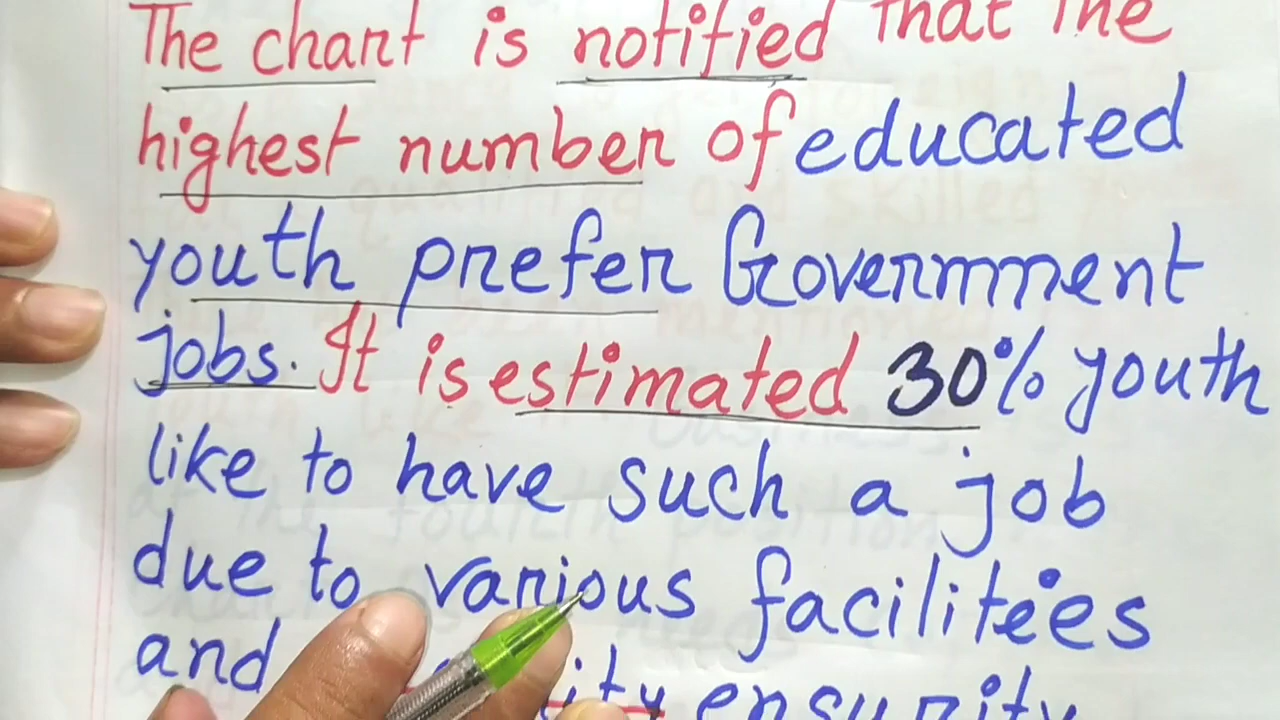 The chart is notified that the
highest number of educated
youth prefer Government
jobs. It is estimated 30% youth
like to have such a job
due to various facilities
and